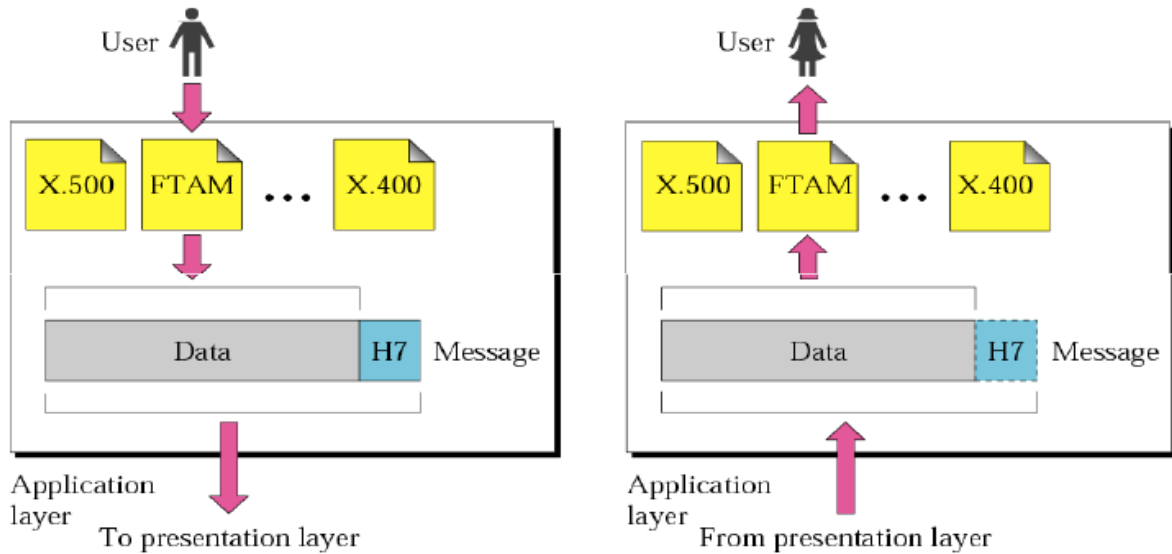 User
X.500
FTAM
...
X.400
Data
H7
Message
Application
layer
To presentation layer
User
X.500
FTAM
...
X.400
Data
H7
Message
Application
layer
From presentation layer